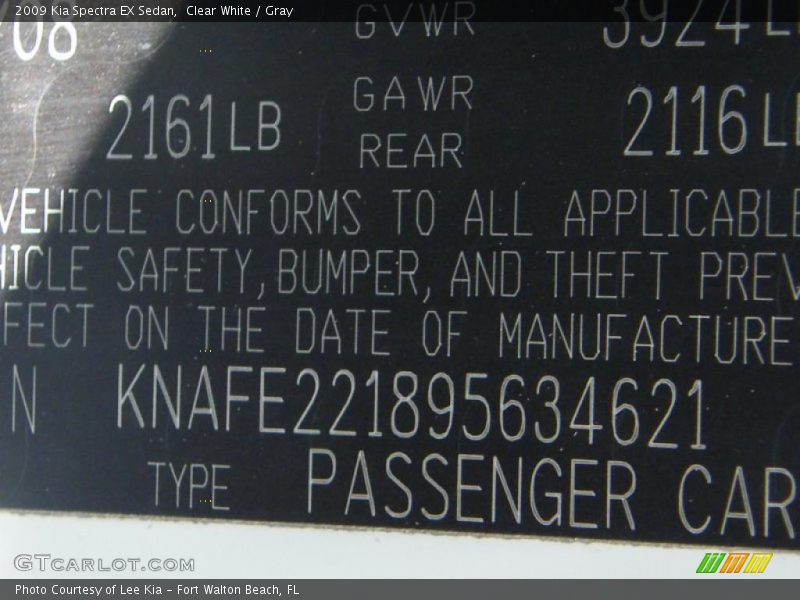 2009 Kia Spectra EX Sedan, Clear White / Gray
08 GVWR 3924L
2161LB GAWR REAR 2116LB
VEHICLE CONFORMS TO ALL APPLICABLE
HICLE SAFETY, BUMPER, AND THEFT PREV
FECT ON THE DATE OF MANUFACTURE
N KNAFE221895634621
TYPE PASSENGER CAR
GTCARLOT.COM
Photo Courtesy of Lee Kia - Fort Walton Beach, FL